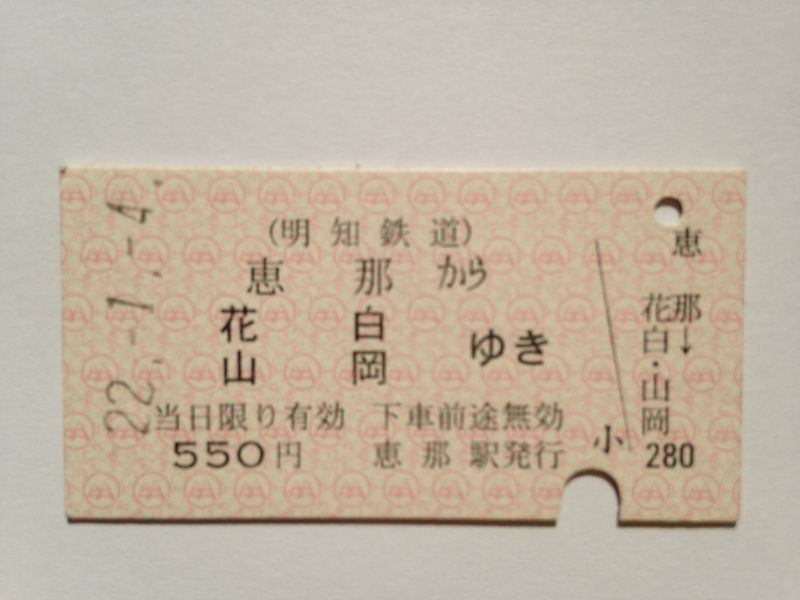 22.-1.-4.
(明知鉄道)
恵那から
花白
山岡
ゆき
当日限り有効 下車前途無効
550円 恵那駅発行
小
恵那→
花白・山岡
280